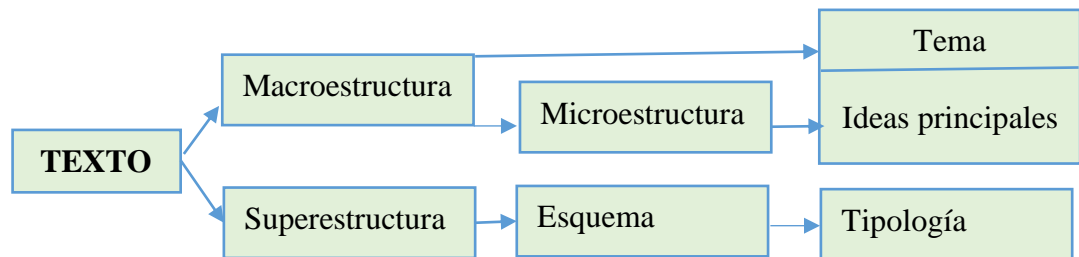 Tema
Macroestructura
Microestructura
Ideas principales
TEXTO
Superestructura
Esquema
Tipología